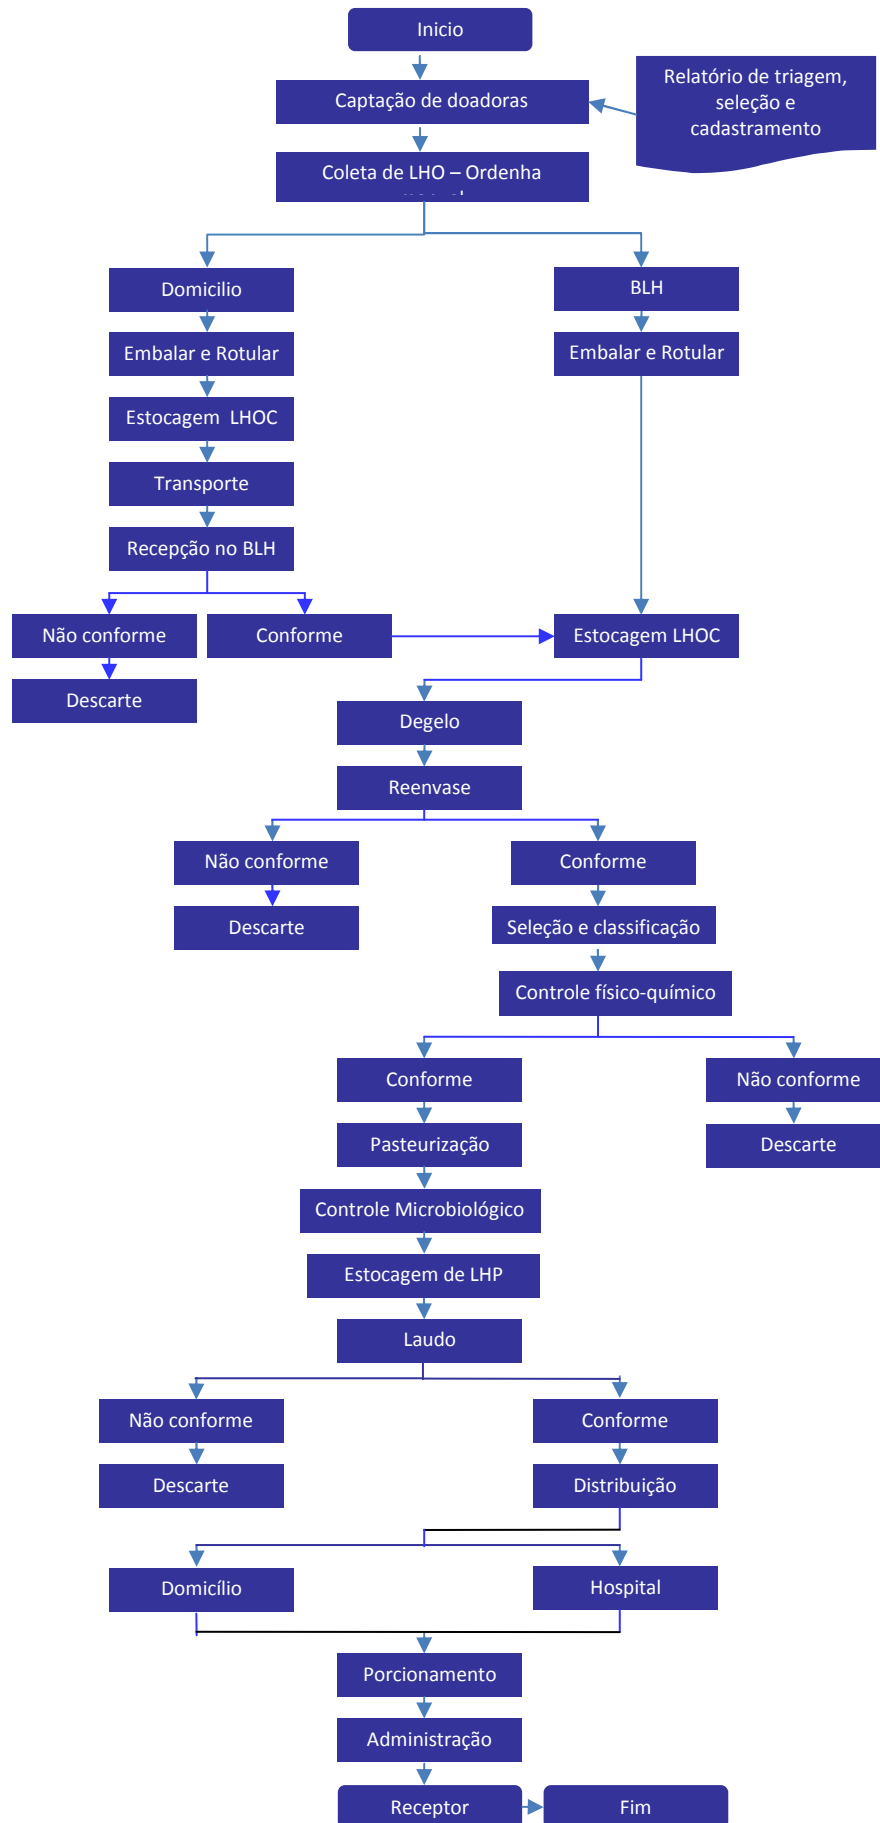 Inicio
Relatório de triagem,
seleção e
cadastramento
Captação de doadoras
Coleta de LHO – Ordenha
Domicilio
BLH
Embalar e Rotular
Embalar e Rotular
Estocagem LHOC
Transporte
Recepção no BLH
Não conforme
Conforme
Estocagem LHOC
Descarte
Degelo
Reenvase
Não conforme
Conforme
Descarte
Seleção e classificação
Controle físico-químico
Conforme
Não conforme
Pasteurização
Descarte
Controle Microbiológico
Estocagem de LHP
Laudo
Não conforme
Conforme
Descarte
Distribuição
Domicílio
Hospital
Porcionamento
Administração
Receptor
Fim